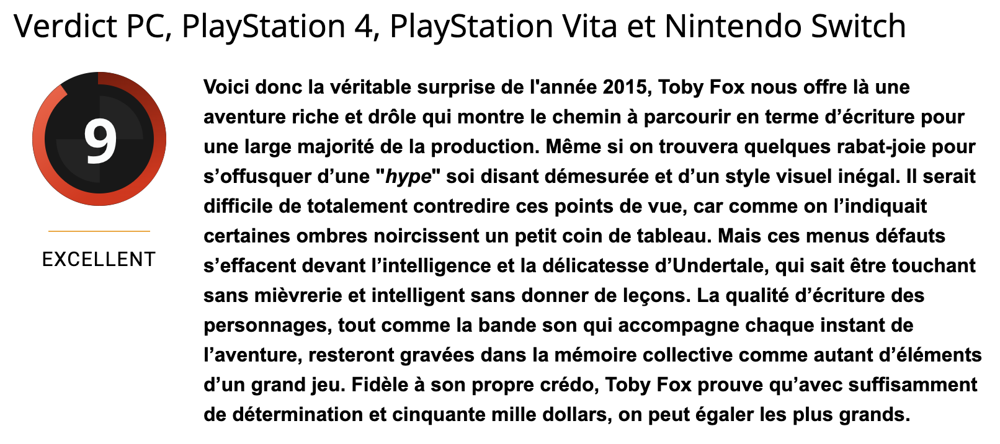 Verdict PC, PlayStation 4, PlayStation Vita et Nintendo Switch
9
EXCELLENT
Voici donc la véritable surprise de l'année 2015, Toby Fox nous offre là une
aventure riche et drôle qui montre le chemin à parcourir en terme d’écriture pour
une large majorité de la production. Même si on trouvera quelques rabat-joie pour
s’offusquer d’une "hype" soi disant démesurée et d’un style visuel inégal. Il serait
difficile de totalement contredire ces points de vue, car comme on l’indiquait
certaines ombres noircissent un petit coin de tableau. Mais ces menus défauts
s’effacent devant l’intelligence et la délicatesse d’Undertale, qui sait être touchant
sans mièvrerie et intelligent sans donner de leçons. La qualité d’écriture des
personnages, tout comme la bande son qui accompagne chaque instant de
l’aventure, resteront gravées dans la mémoire collective comme autant d’éléments
d’un grand jeu. Fidèle à son propre crédo, Toby Fox prouve qu’avec suffisamment
de détermination et cinquante mille dollars, on peut égaler les plus grands.